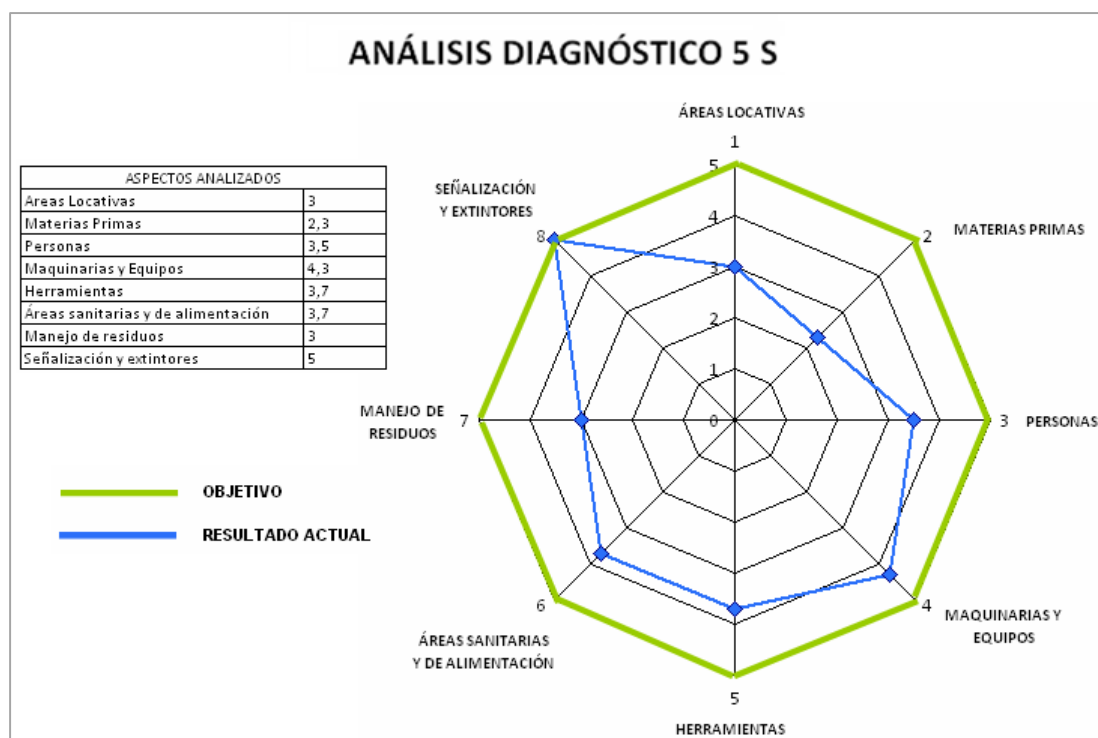 ANÁLISIS DIAGNÓSTICO 5 S
ASPECTOS ANALIZADOS
Areas Locativas 3
Materias Primas 2,3
Personas 3,5
Maquinarias y Equipos 4,3
Herramientas 3,7
Áreas sanitarias y de alimentación 3,7
Manejo de residuos 3
Señalización y extintores 5
ÁREAS LOCATIVAS
1
5
4
3
2
1
0
2
MATERIAS PRIMAS
3
PERSONAS
4
MAQUINARIAS Y
EQUIPOS
5
HERRAMIENTAS
6
ÁREAS SANITARIAS
Y DE ALIMENTACIÓN
7
MANEJO DE
RESIDUOS
8
SEÑALIZACIÓN
Y EXTINTORES
OBJETIVO
RESULTADO ACTUAL